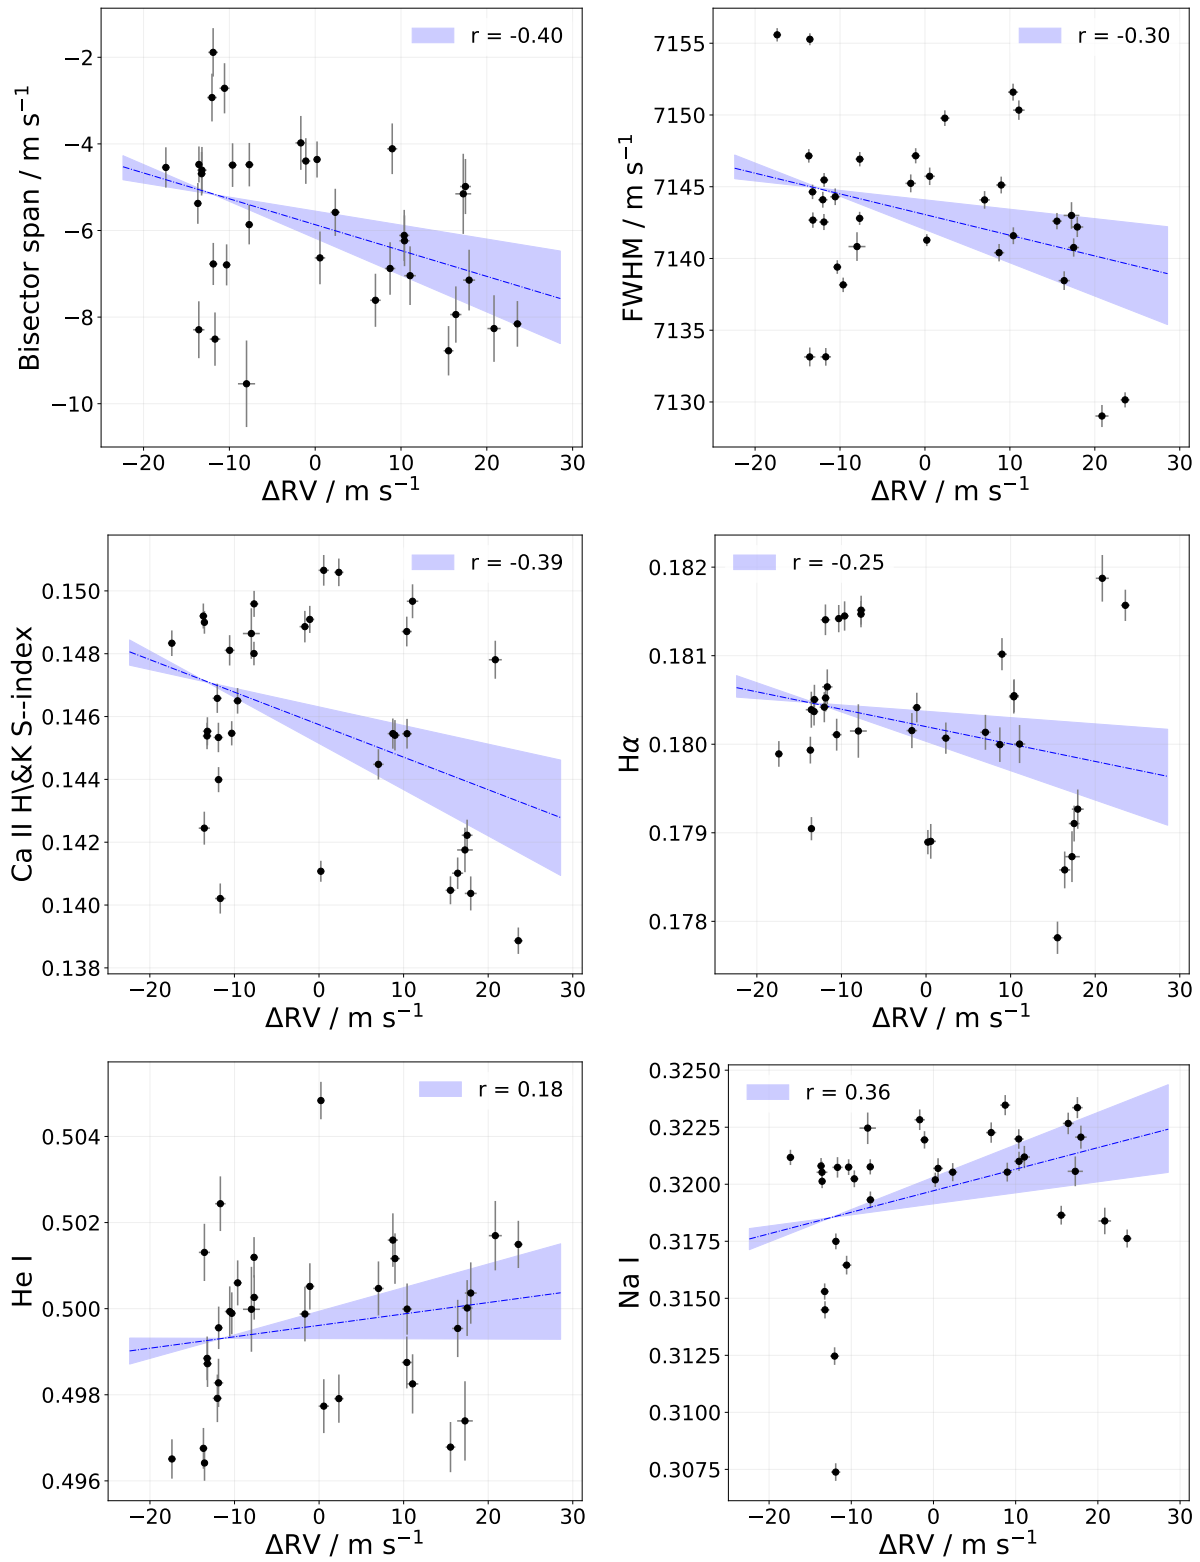 r = -0.40
−2
−4
−6
−8
−10
Bisector span / m s⁻¹
−20 −10 0 10 20 30
ΔRV / m s⁻¹
r = -0.30
7155
7150
7145
7140
7135
7130
FWHM / m s⁻¹
−20 −10 0 10 20 30
ΔRV / m s⁻¹
r = -0.39
0.150
0.148
0.146
0.144
0.142
0.140
0.138
Ca II H\&K S--index
−20 −10 0 10 20 30
ΔRV / m s⁻¹
r = -0.25
0.182
0.181
0.180
0.179
0.178
Hα
−20 −10 0 10 20 30
ΔRV / m s⁻¹
r = 0.18
0.504
0.502
0.500
0.498
0.496
He I
−20 −10 0 10 20 30
ΔRV / m s⁻¹
r = 0.36
0.3250
0.3225
0.3200
0.3175
0.3150
0.3125
0.3100
0.3075
Na I
−20 −10 0 10 20 30
ΔRV / m s⁻¹